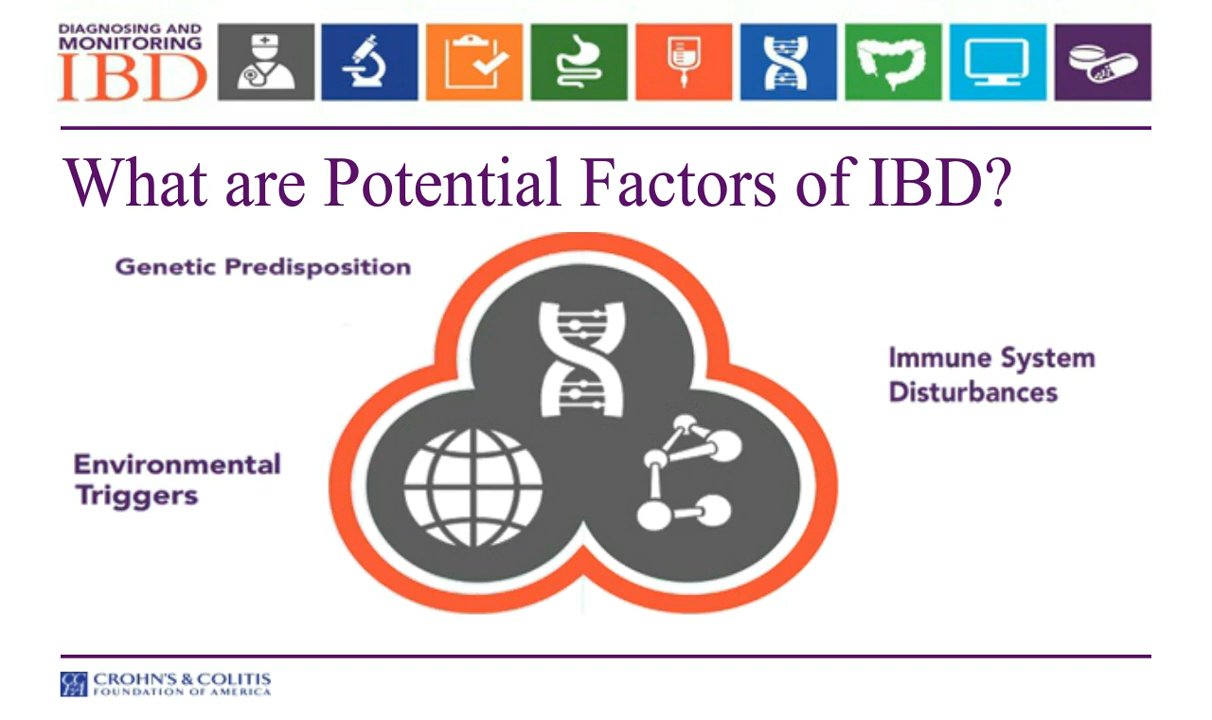 DIAGNOSING AND
MONITORING
IBD
What are Potential Factors of IBD?
Genetic Predisposition
Immune System
Disturbances
Environmental
Triggers
CROHN'S & COLITIS
FOUNDATION OF AMERICA